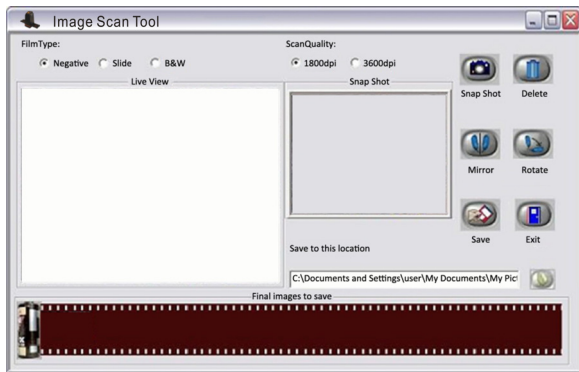 Image Scan Tool
FilmType:
Negative Slide B&W
ScanQuality:
1800dpi 3600dpi
Live View
Snap Shot
Snap Shot Delete
Mirror Rotate
Save Exit
Save to this location
C:\Documents and Settings\user\My Documents\My Pict
Final images to save